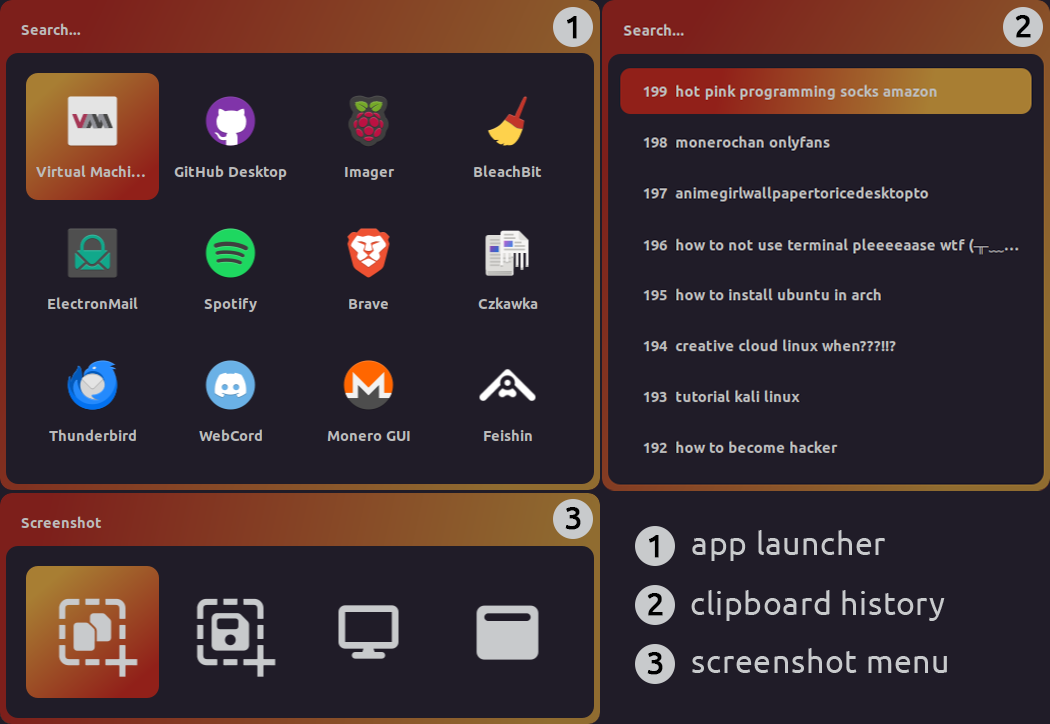 Search...
1
VMM
Virtual Machi...
GitHub Desktop
Imager
BleachBit
ElectronMail
Spotify
Brave
Czkawka
Thunderbird
WebCord
Monero GUI
Feishin
Search...
2
199 hot pink programming socks amazon
198 monerochan onlyfans
197 animegirlwallpapertoricedesktopto
196 how to not use terminal pleeeeaase wtf (╥﹏...
195 how to install ubuntu in arch
194 creative cloud linux when???!!?
193 tutorial kali linux
192 how to become hacker
Screenshot
3
1 app launcher
2 clipboard history
3 screenshot menu